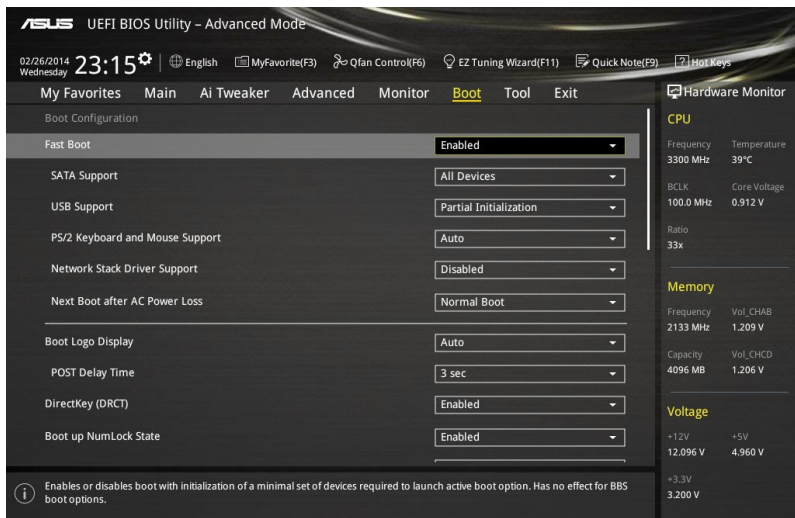 ASUS UEFI BIOS Utility – Advanced Mode
02/26/2014
Wednesday
23:15
English
MyFavorite(F3)
Qfan Control(F6)
EZ Tuning Wizard(F11)
Quick Note(F9)
? Hot Keys
My Favorites Main Ai Tweaker Advanced Monitor Boot Tool Exit
Boot Configuration
Fast Boot Enabled
SATA Support All Devices
USB Support Partial Initialization
PS/2 Keyboard and Mouse Support Auto
Network Stack Driver Support Disabled
Next Boot after AC Power Loss Normal Boot
Boot Logo Display Auto
POST Delay Time 3 sec
DirectKey (DRCT) Enabled
Boot up NumLock State Enabled
i
Enables or disables boot with initialization of a minimal set of devices required to launch active boot option. Has no effect for BBS
boot options.
Hardware Monitor
CPU
Frequency Temperature
3300 MHz 39°C
BCLK Core Voltage
100.0 MHz 0.912 V
Ratio
33x
Memory
Frequency Vol_CHAB
2133 MHz 1.209 V
Capacity Vol_CHCD
4096 MB 1.206 V
Voltage
+12V +5V
12.096 V 4.960 V
+3.3V
3.200 V